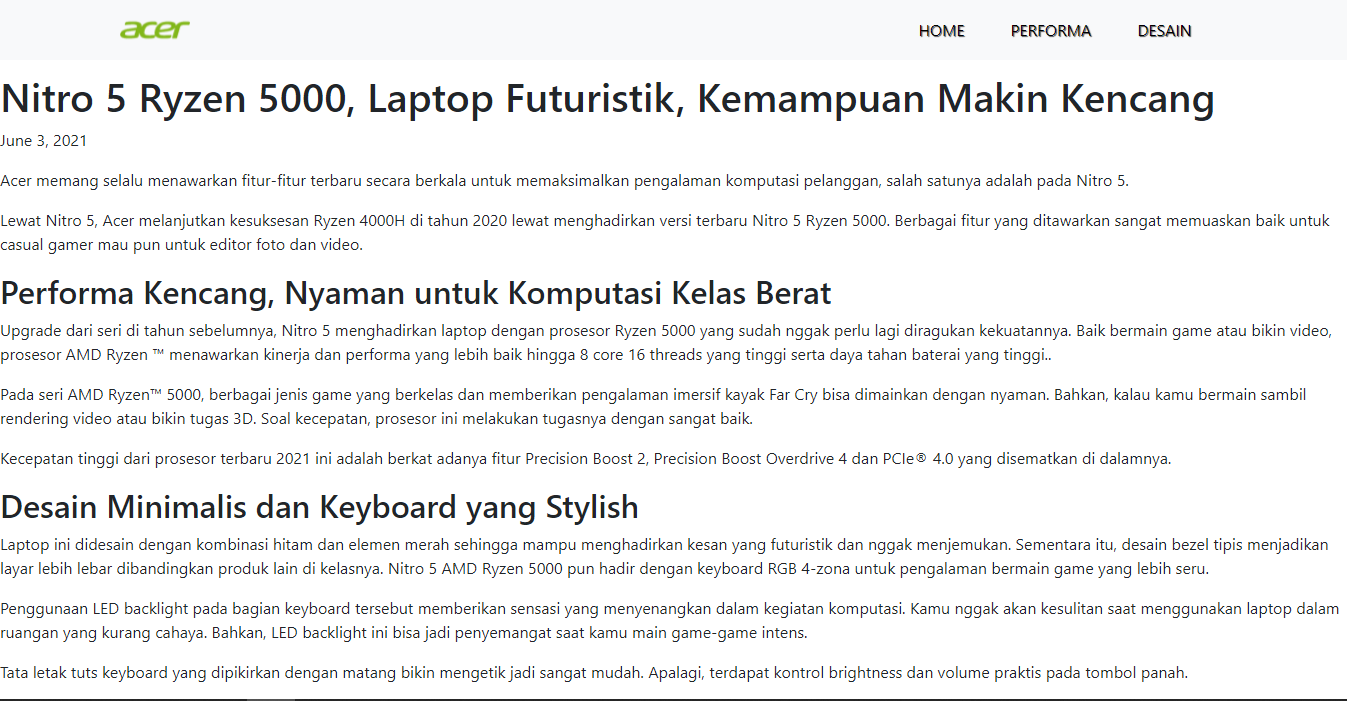 acer
HOME PERFORMA DESAIN
Nitro 5 Ryzen 5000, Laptop Futuristik, Kemampuan Makin Kencang
June 3, 2021
Acer memang selalu menawarkan fitur-fitur terbaru secara berkala untuk memaksimalkan pengalaman komputasi pelanggan, salah satunya adalah pada Nitro 5.
Lewat Nitro 5, Acer melanjutkan kesuksesan Ryzen 4000H di tahun 2020 lewat menghadirkan versi terbaru Nitro 5 Ryzen 5000. Berbagai fitur yang ditawarkan sangat memuaskan baik untuk
casual gamer mau pun untuk editor foto dan video.
Performa Kencang, Nyaman untuk Komputasi Kelas Berat
Upgrade dari seri di tahun sebelumnya, Nitro 5 menghadirkan laptop dengan prosesor Ryzen 5000 yang sudah nggak perlu lagi diragukan kekuatannya. Baik bermain game atau bikin video,
prosesor AMD Ryzen ™ menawarkan kinerja dan performa yang lebih baik hingga 8 core 16 threads yang tinggi serta daya tahan baterai yang tinggi..
Pada seri AMD Ryzen™ 5000, berbagai jenis game yang berkelas dan memberikan pengalaman imersif kayak Far Cry bisa dimainkan dengan nyaman. Bahkan, kalau kamu bermain sambil
rendering video atau bikin tugas 3D. Soal kecepatan, prosesor ini melakukan tugasnya dengan sangat baik.
Kecepatan tinggi dari prosesor terbaru 2021 ini adalah berkat adanya fitur Precision Boost 2, Precision Boost Overdrive 4 dan PCIe® 4.0 yang disematkan di dalamnya.
Desain Minimalis dan Keyboard yang Stylish
Laptop ini didesain dengan kombinasi hitam dan elemen merah sehingga mampu menghadirkan kesan yang futuristik dan nggak menjemukan. Sementara itu, desain bezel tipis menjadikan
layar lebih lebar dibandingkan produk lain di kelasnya. Nitro 5 AMD Ryzen 5000 pun hadir dengan keyboard RGB 4-zona untuk pengalaman bermain game yang lebih seru.
Penggunaan LED backlight pada bagian keyboard tersebut memberikan sensasi yang menyenangkan dalam kegiatan komputasi. Kamu nggak akan kesulitan saat menggunakan laptop dalam
ruangan yang kurang cahaya. Bahkan, LED backlight ini bisa jadi penyemangat saat kamu main game-game intens.
Tata letak tuts keyboard yang dipikirkan dengan matang bikin mengetik jadi sangat mudah. Apalagi, terdapat kontrol brightness dan volume praktis pada tombol panah.